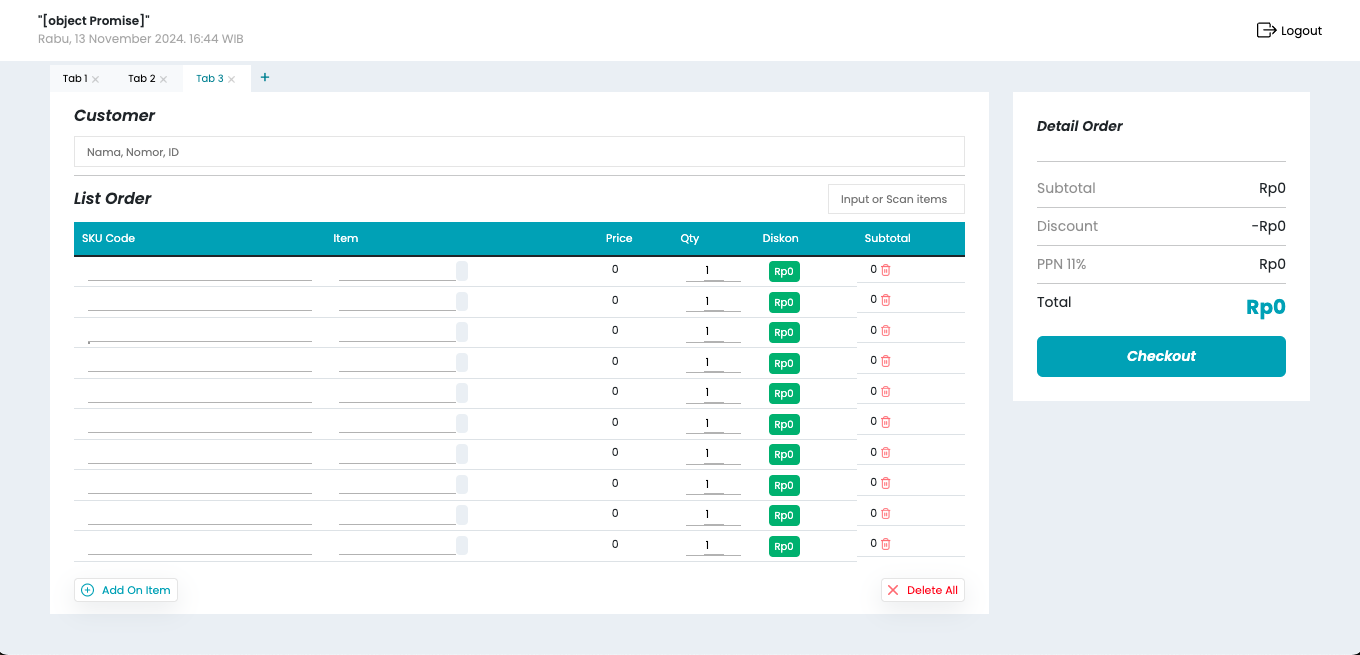 "[object Promise]"
Rabu, 13 November 2024. 16:44 WIB
Logout
Tab 1 Tab 2 Tab 3 +
Customer
Nama, Nomor, ID
List Order
Input or Scan items
SKU Code Item Price Qty Diskon Subtotal
0 1 Rp0 0
0 1 Rp0 0
0 1 Rp0 0
0 1 Rp0 0
0 1 Rp0 0
0 1 Rp0 0
0 1 Rp0 0
0 1 Rp0 0
0 1 Rp0 0
0 1 Rp0 0
Add On Item
Delete All
Detail Order
Subtotal Rp0
Discount -Rp0
PPN 11% Rp0
Total Rp0
Checkout